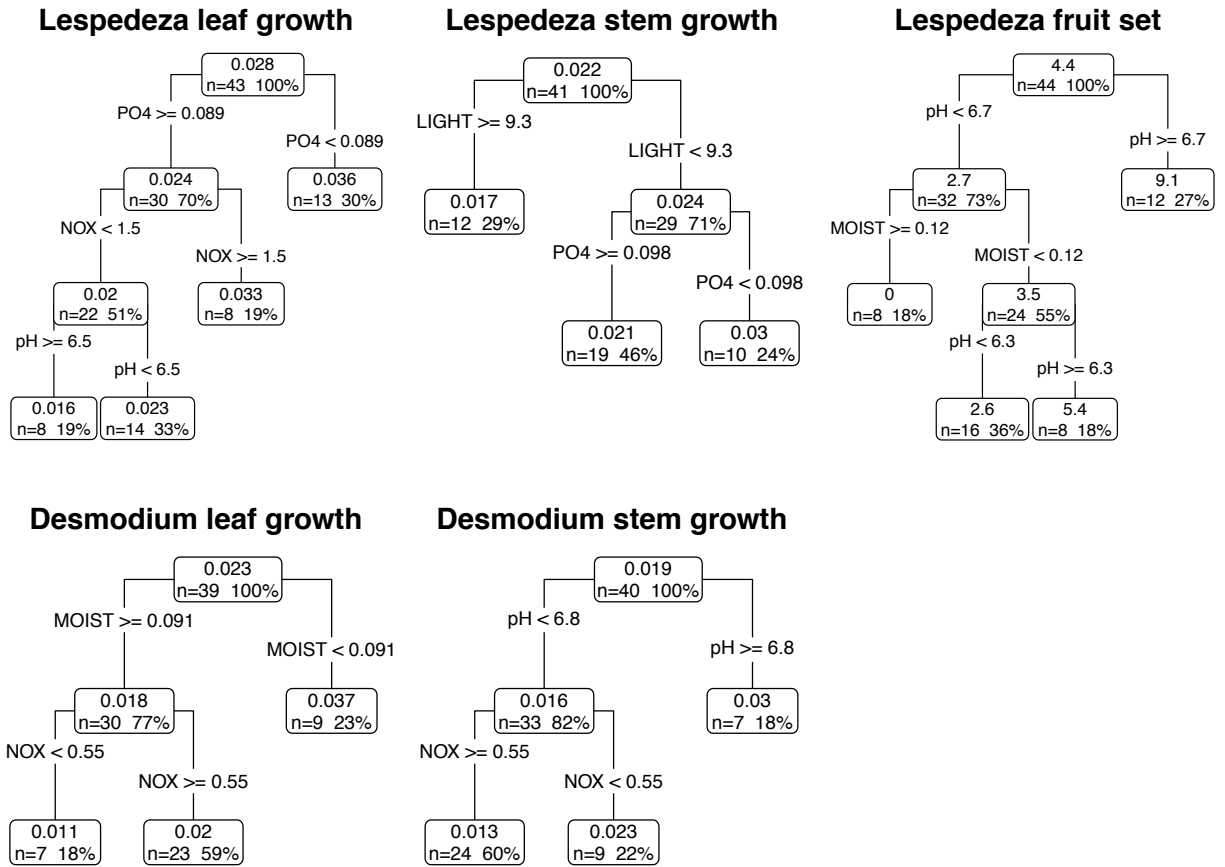 Lespedeza leaf growth
0.028
n=43 100%
PO4 >= 0.089
PO4 < 0.089
0.024
n=30 70%
0.036
n=13 30%
NOX < 1.5
NOX >= 1.5
0.02
n=22 51%
0.033
n=8 19%
pH >= 6.5
pH < 6.5
0.016
n=8 19%
0.023
n=14 33%
Lespedeza stem growth
0.022
n=41 100%
LIGHT >= 9.3
LIGHT < 9.3
0.017
n=12 29%
0.024
n=29 71%
PO4 >= 0.098
PO4 < 0.098
0.021
n=19 46%
0.03
n=10 24%
Lespedeza fruit set
4.4
n=44 100%
pH < 6.7
pH >= 6.7
2.7
n=32 73%
9.1
n=12 27%
MOIST >= 0.12
MOIST < 0.12
0
n=8 18%
3.5
n=24 55%
pH < 6.3
pH >= 6.3
2.6
n=16 36%
5.4
n=8 18%
Desmodium leaf growth
0.023
n=39 100%
MOIST >= 0.091
MOIST < 0.091
0.018
n=30 77%
0.037
n=9 23%
NOX < 0.55
NOX >= 0.55
0.011
n=7 18%
0.02
n=23 59%
Desmodium stem growth
0.019
n=40 100%
pH < 6.8
pH >= 6.8
0.016
n=33 82%
0.03
n=7 18%
NOX >= 0.55
NOX < 0.55
0.013
n=24 60%
0.023
n=9 22%